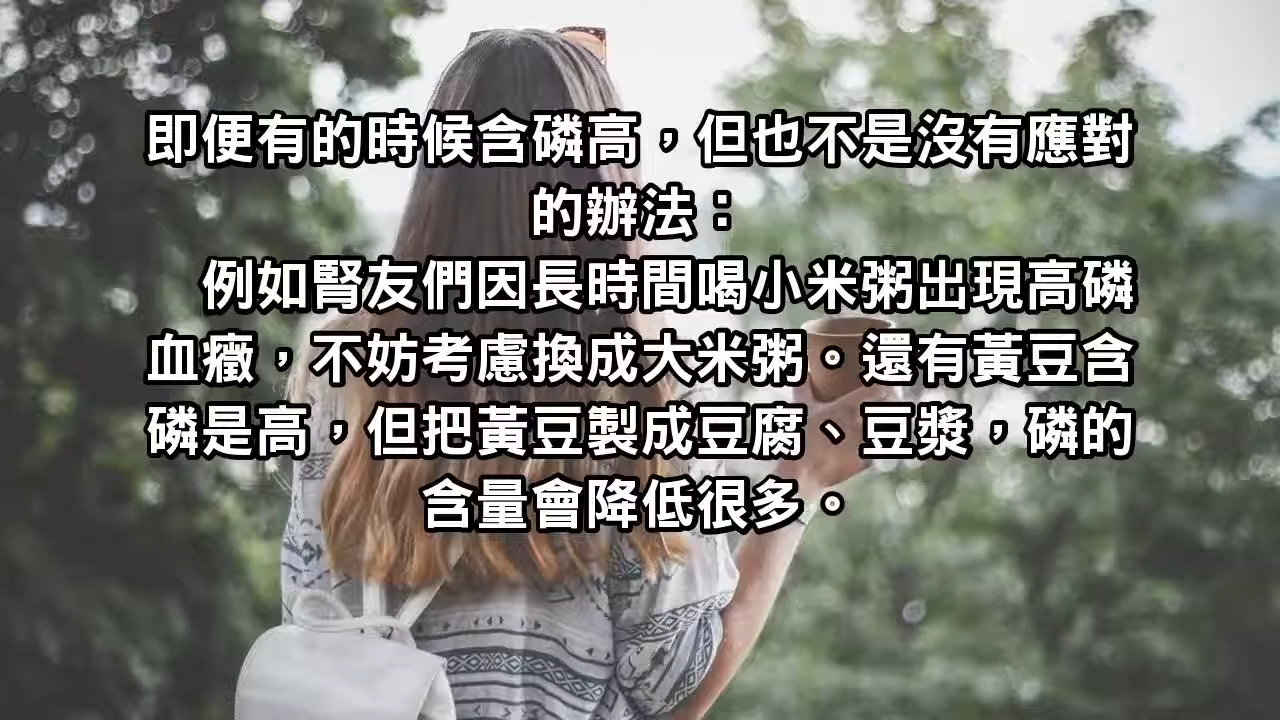 即便有的時候含磷高，但也不是沒有應對
的辦法：
例如腎友們因長時間喝小米粥出現高磷
血癥，不妨考慮換成大米粥。還有黃豆含
磷是高，但把黃豆製成豆腐、豆漿，磷的
含量會降低很多。